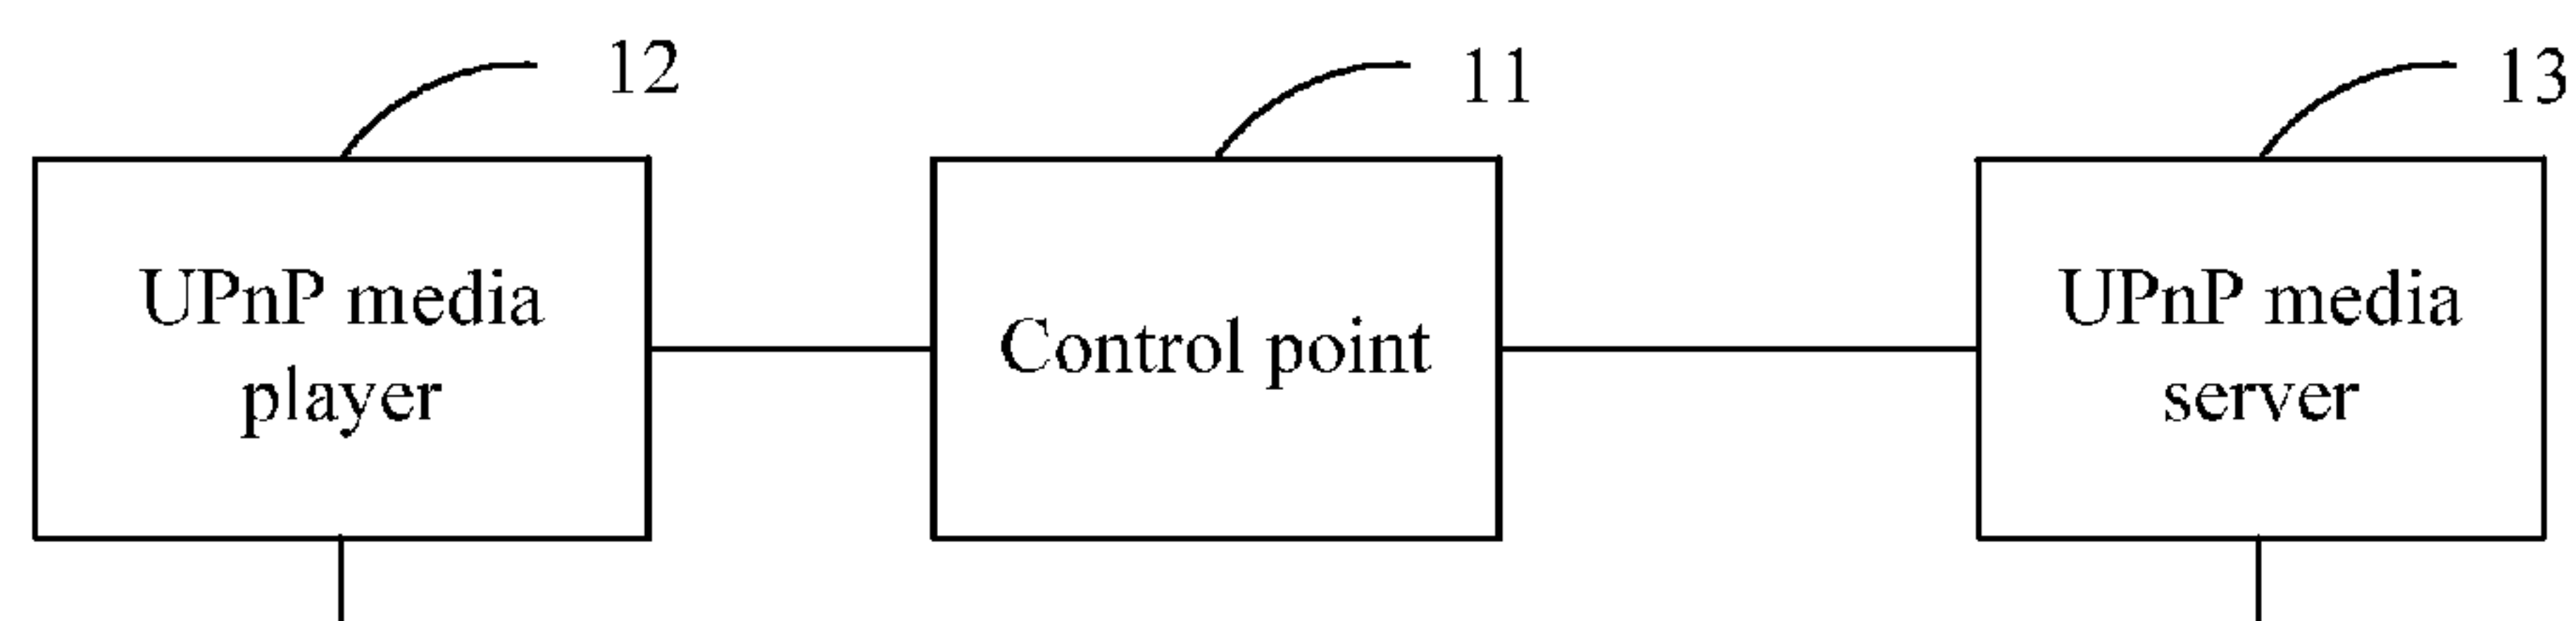 12
11
13
UPnP media
player
Control point
UPnP media
server